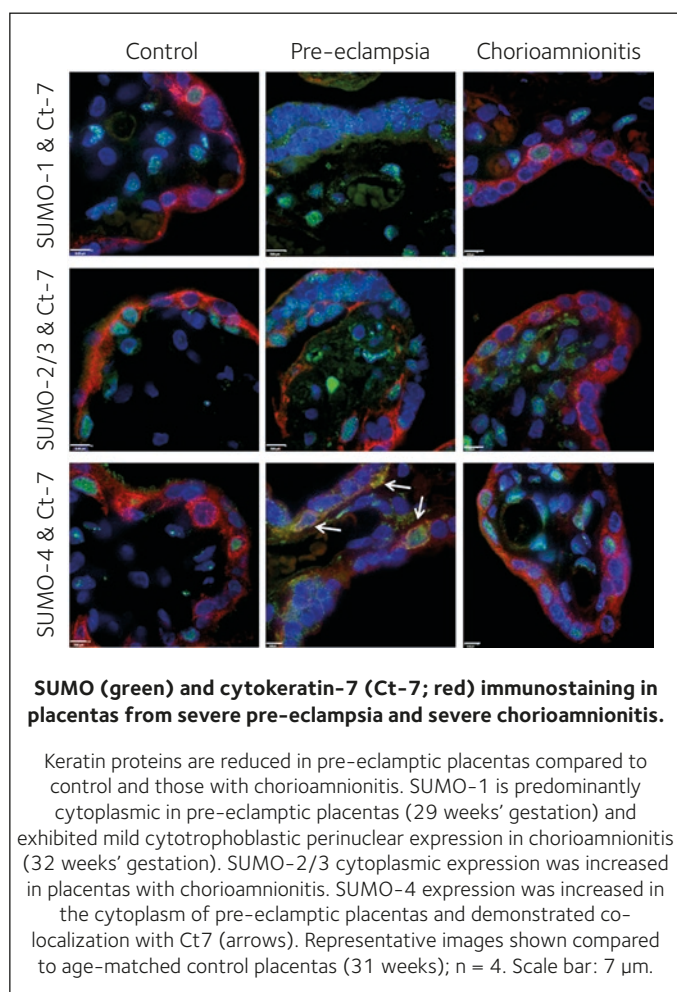 Control Pre-eclampsia Chorioamnionitis
SUMO-1 & Ct-7
SUMO-2/3 & Ct-7
SUMO-4 & Ct-7
SUMO (green) and cytokeratin-7 (Ct-7; red) immunostaining in
placentas from severe pre-eclampsia and severe chorioamnionitis.
Keratin proteins are reduced in pre-eclamptic placentas compared to
control and those with chorioamnionitis. SUMO-1 is predominantly
cytoplasmic in pre-eclamptic placentas (29 weeks’ gestation) and
exhibited mild cytotrophoblastic perinuclear expression in chorioamnionitis
(32 weeks’ gestation). SUMO-2/3 cytoplasmic expression was increased
in placentas with chorioamnionitis. SUMO-4 expression was increased in
the cytoplasm of pre-eclamptic placentas and demonstrated co-
localization with Ct7 (arrows). Representative images shown compared
to age-matched control placentas (31 weeks); n = 4. Scale bar: 7 µm.